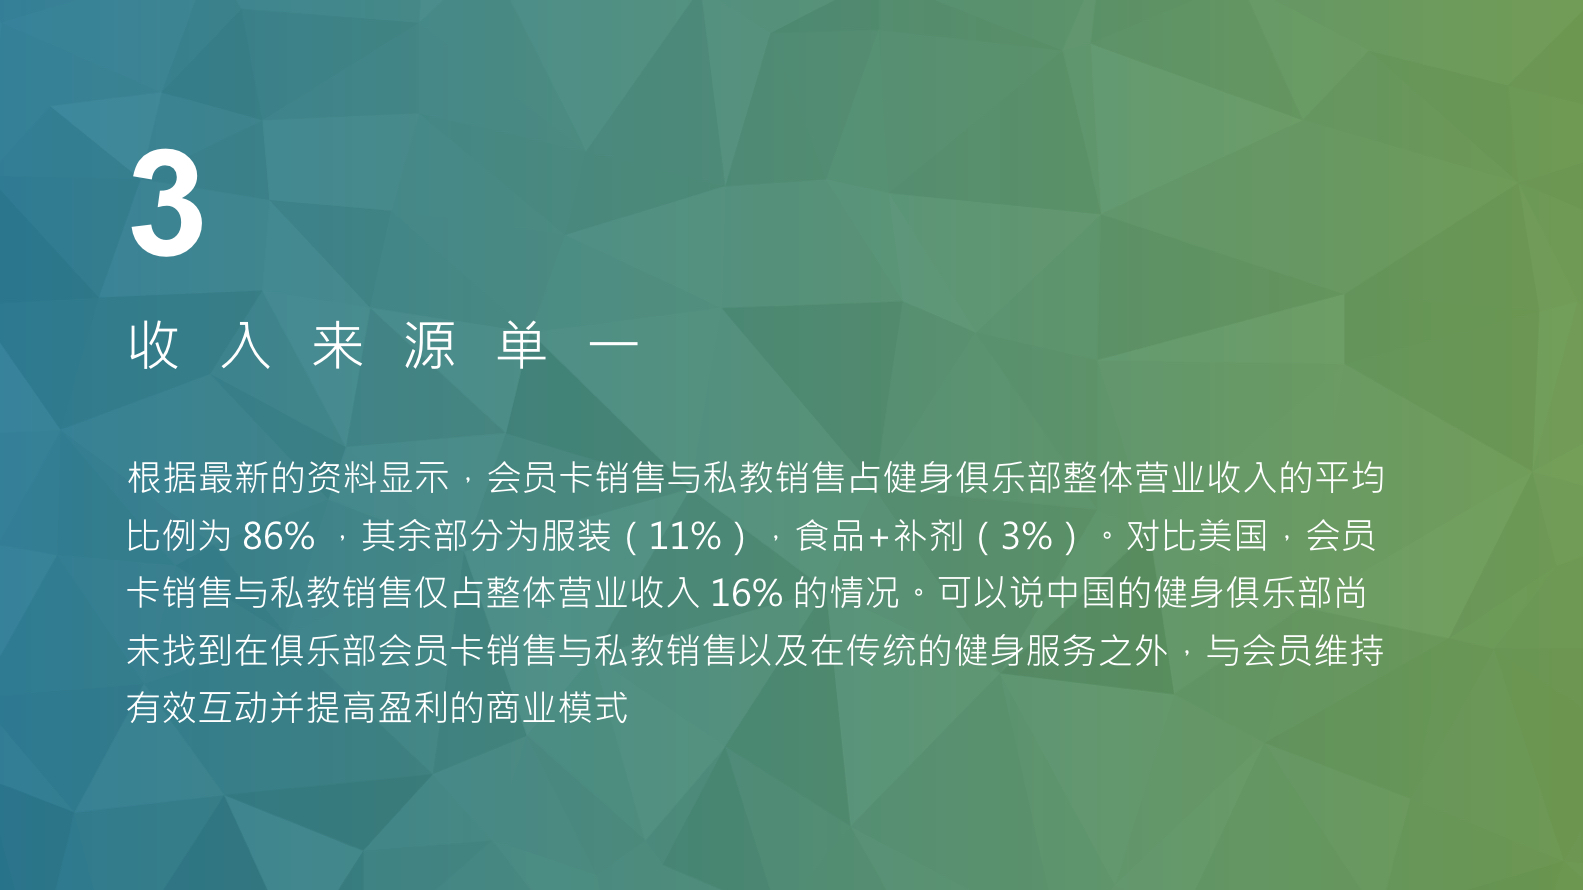 3
收入来源单一
根据最新的资料显示，会员卡销售与私教销售占健身俱乐部整体营业收入的平均
比例为 86% ，其余部分为服装（11%），食品+补剂（3%）。对比美国，会员
卡销售与私教销售仅占整体营业收入 16% 的情况。可以说中国的健身俱乐部尚
未找到在俱乐部会员卡销售与私教销售以及在传统的健身服务之外，与会员维持
有效互动并提高盈利的商业模式